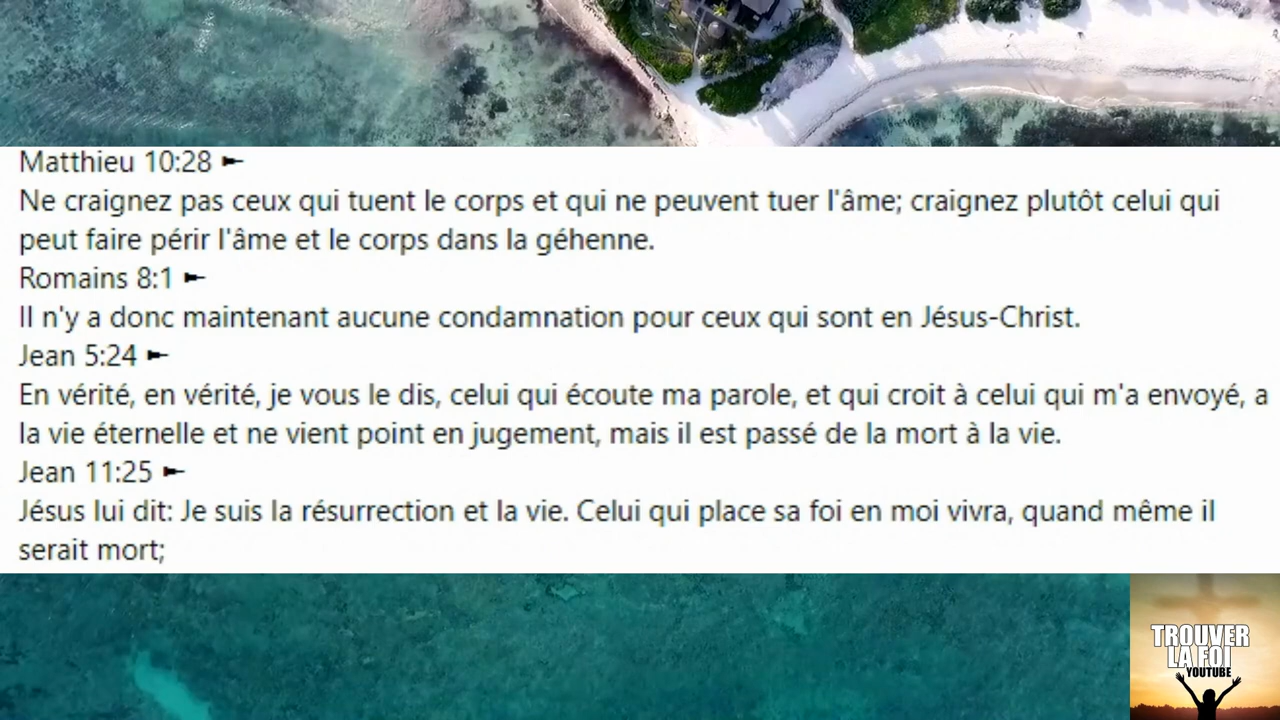 Matthieu 10:28 ►
Ne craignez pas ceux qui tuent le corps et qui ne peuvent tuer l'âme; craignez plutôt celui qui
peut faire périr l'âme et le corps dans la géhenne.
Romains 8:1 ►
Il n'y a donc maintenant aucune condamnation pour ceux qui sont en Jésus-Christ.
Jean 5:24 ►
En vérité, en vérité, je vous le dis, celui qui écoute ma parole, et qui croit à celui qui m'a envoyé, a
la vie éternelle et ne vient point en jugement, mais il est passé de la mort à la vie.
Jean 11:25 ►
Jésus lui dit: Je suis la résurrection et la vie. Celui qui place sa foi en moi vivra, quand même il
serait mort;
TROUVER
LA FOI
YOUTUBE